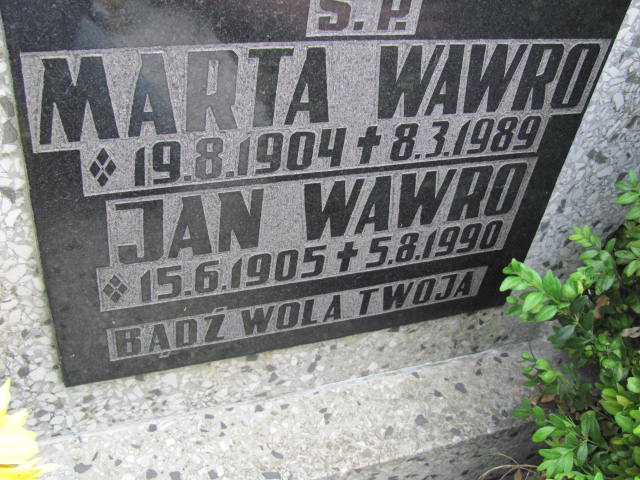 Ś.P.
MARTA WAWRO
19.8.1904 ✝ 8.3.1989
JAN WAWRO
15.6.1905 ✝ 5.8.1990
BĄDŹ WOLA TWOJA